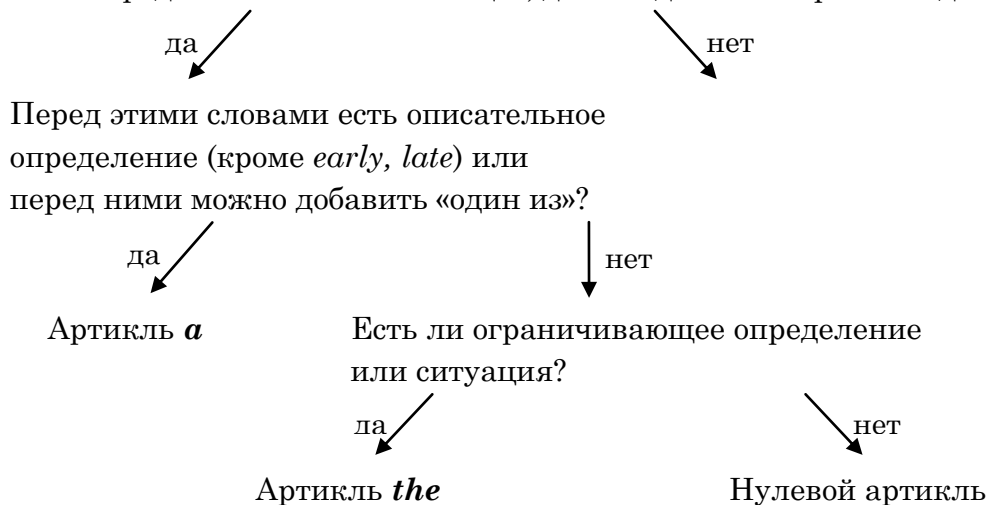 да нет
Перед этими словами есть описательное
определение (кроме early, late) или
перед ними можно добавить «один из»?
да нет
Артикль a Есть ли ограничивающее определение
или ситуация?
да нет
Артикль the Нулевой артикль